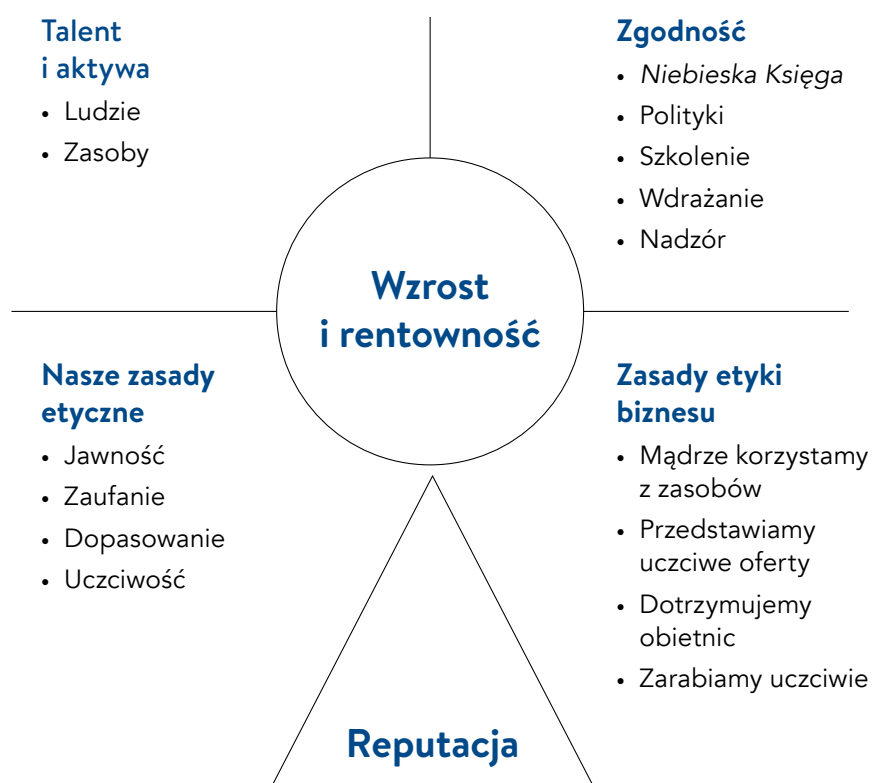 Talent
i aktywa
• Ludzie
• Zasoby
Zgodność
• Niebieska Księga
• Polityki
• Szkolenie
• Wdrażanie
• Nadzór
Wzrost
i rentowność
Nasze zasady
etyczne
• Jawność
• Zaufanie
• Dopasowanie
• Uczciwość
Zasady etyki
biznesu
• Mądrze korzystamy
z zasobów
• Przedstawiamy
uczciwe oferty
• Dotrzymujemy
obietnic
• Zarabiamy uczciwie
Reputacja